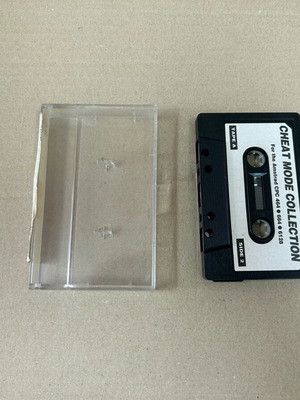 CHEAT MODE COLLECTION
For the Amstrad CPC 464 ● 664 ● 6128
TAPE A
SIDE 2